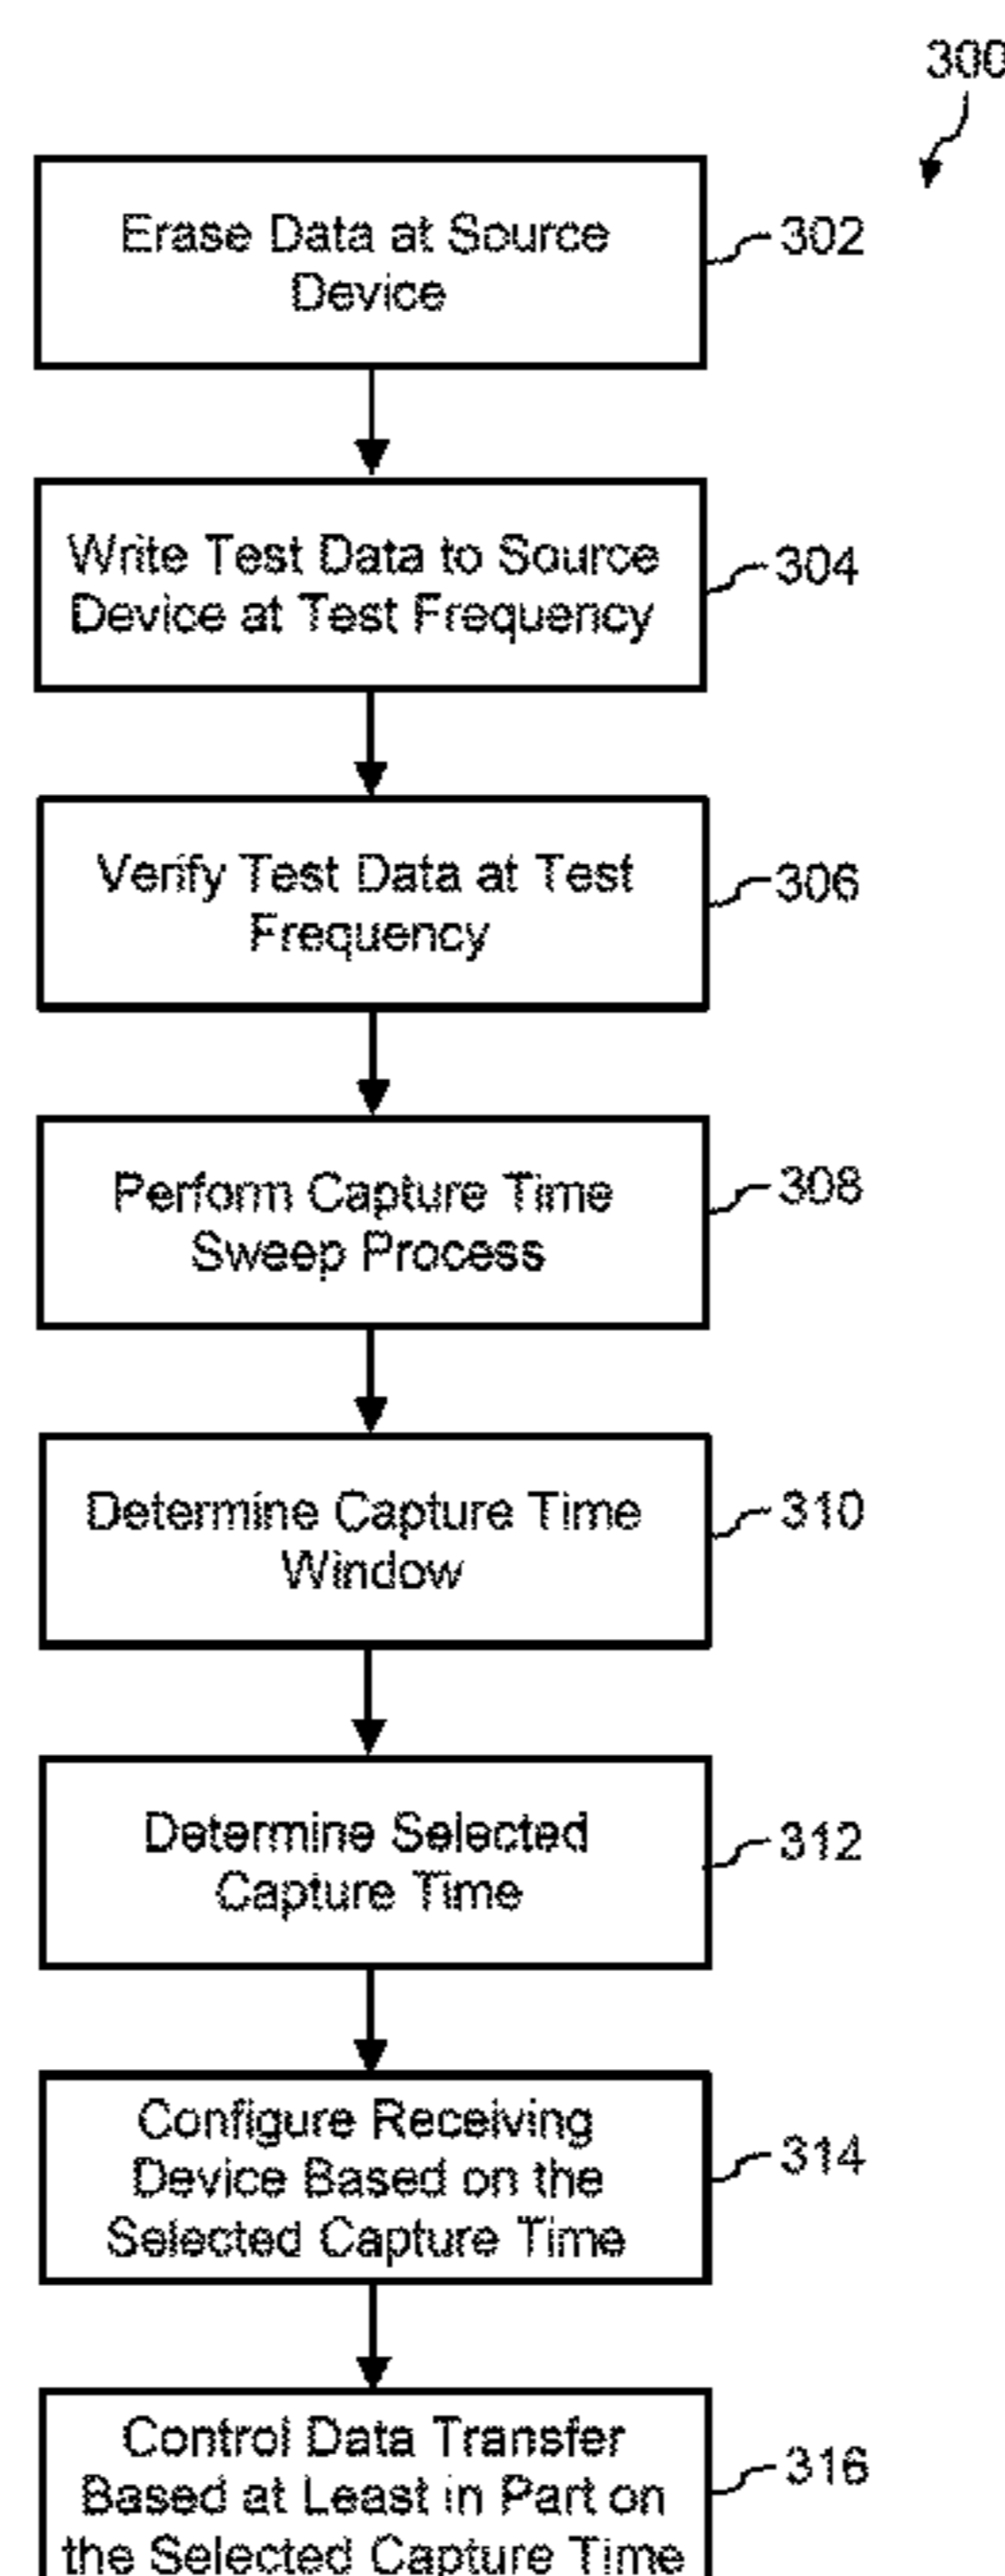 300
Erase Data at Source
Device
302
Write Test Data to Source
Device at Test Frequency
304
Verify Test Data at Test
Frequency
306
Perform Capture Time
Sweep Process
308
Determine Capture Time
Window
310
Determine Selected
Capture Time
312
Configure Receiving
Device Based on the
Selected Capture Time
314
Control Data Transfer
Based at Least in Part on
the Selected Capture Time
316